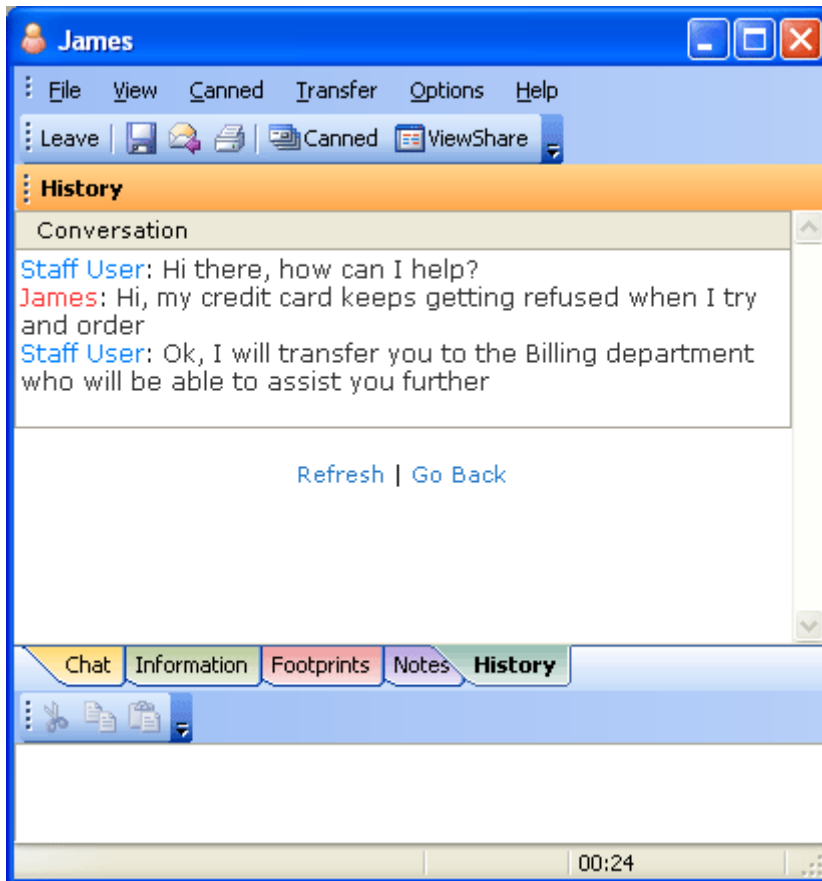 James
File View Canned Transfer Options Help
Leave Canned ViewShare
History
Conversation
Staff User: Hi there, how can I help?
James: Hi, my credit card keeps getting refused when I try
and order
Staff User: Ok, I will transfer you to the Billing department
who will be able to assist you further
Refresh | Go Back
Chat Information Footprints Notes History
00:24